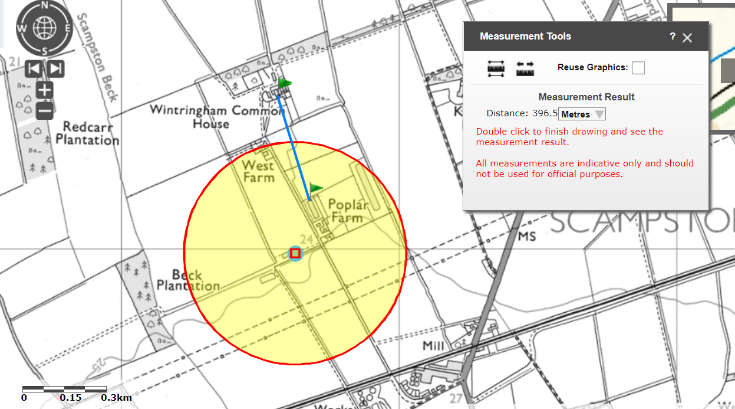 N
W
E
S
21
Scampston
Beck
Redcarr
Plantation
Wintringham Common
House
West
Farm
Poplar
Farm
24
Beck
Plantation
MS
SCAMPSTON
Mill
27
0
0.15
0.3km
Measurement Tools
?
Reuse Graphics:
Measurement Result
Distance: 396.5 Metres
Double click to finish drawing and see the
measurement result.
All measurements are indicative only and should
not be used for official purposes.